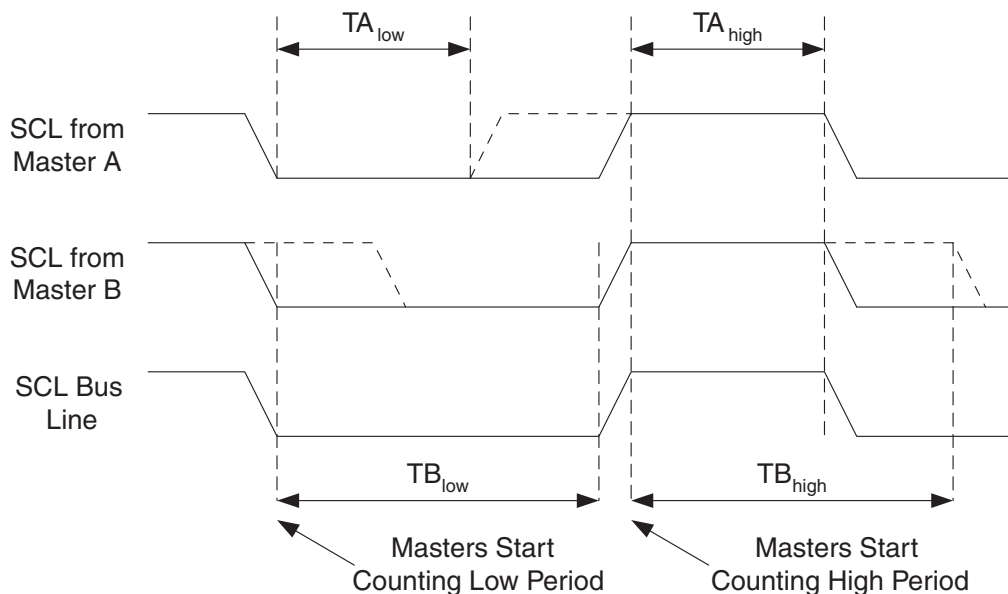 TA low
TA high
SCL from
Master A
SCL from
Master B
SCL Bus
Line
TB low
TB high
Masters Start
Counting Low Period
Masters Start
Counting High Period